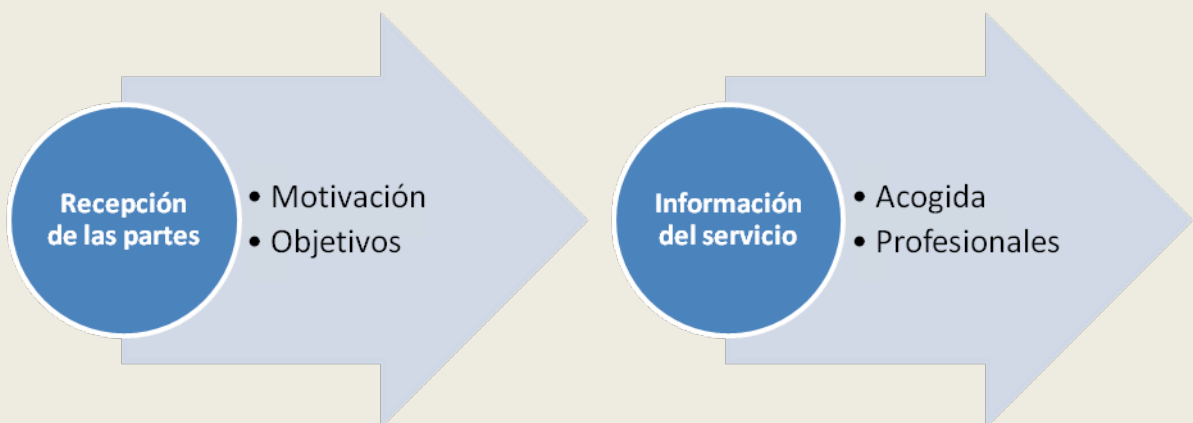 Recepción
de las partes
• Motivación
• Objetivos
Información
del servicio
• Acogida
• Profesionales